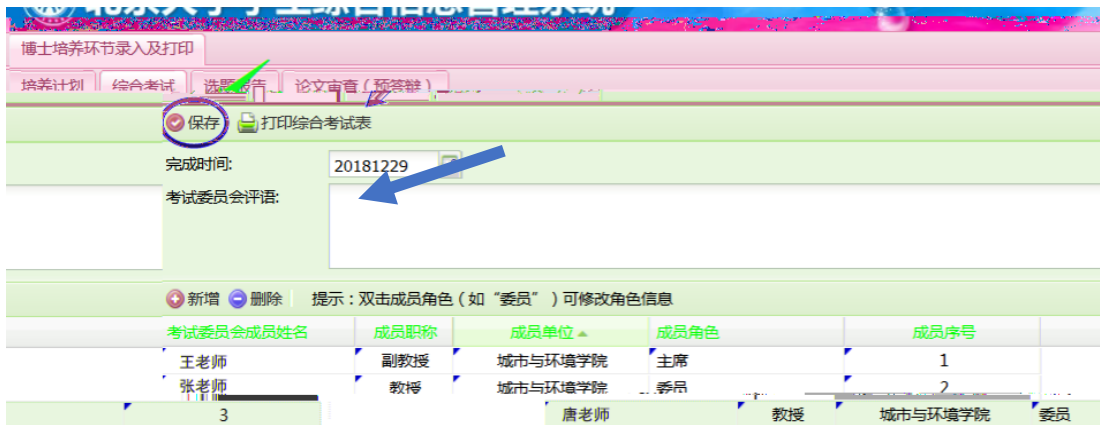 博士培养环节录入及打印
培养计划 综合考试 选题报告 论文审查（预答辩）
保存 打印综合考试表
完成时间: 20181229
考试委员会评语:
新增 删除 提示：双击成员角色（如“委员”）可修改角色信息
考试委员会成员姓名 成员职称 成员单位 成员角色 成员序号
王老师 副教授 城市与环境学院 主席 1
张老师 教授 城市与环境学院 委员 2
3 唐老师 教授 城市与环境学院 委员